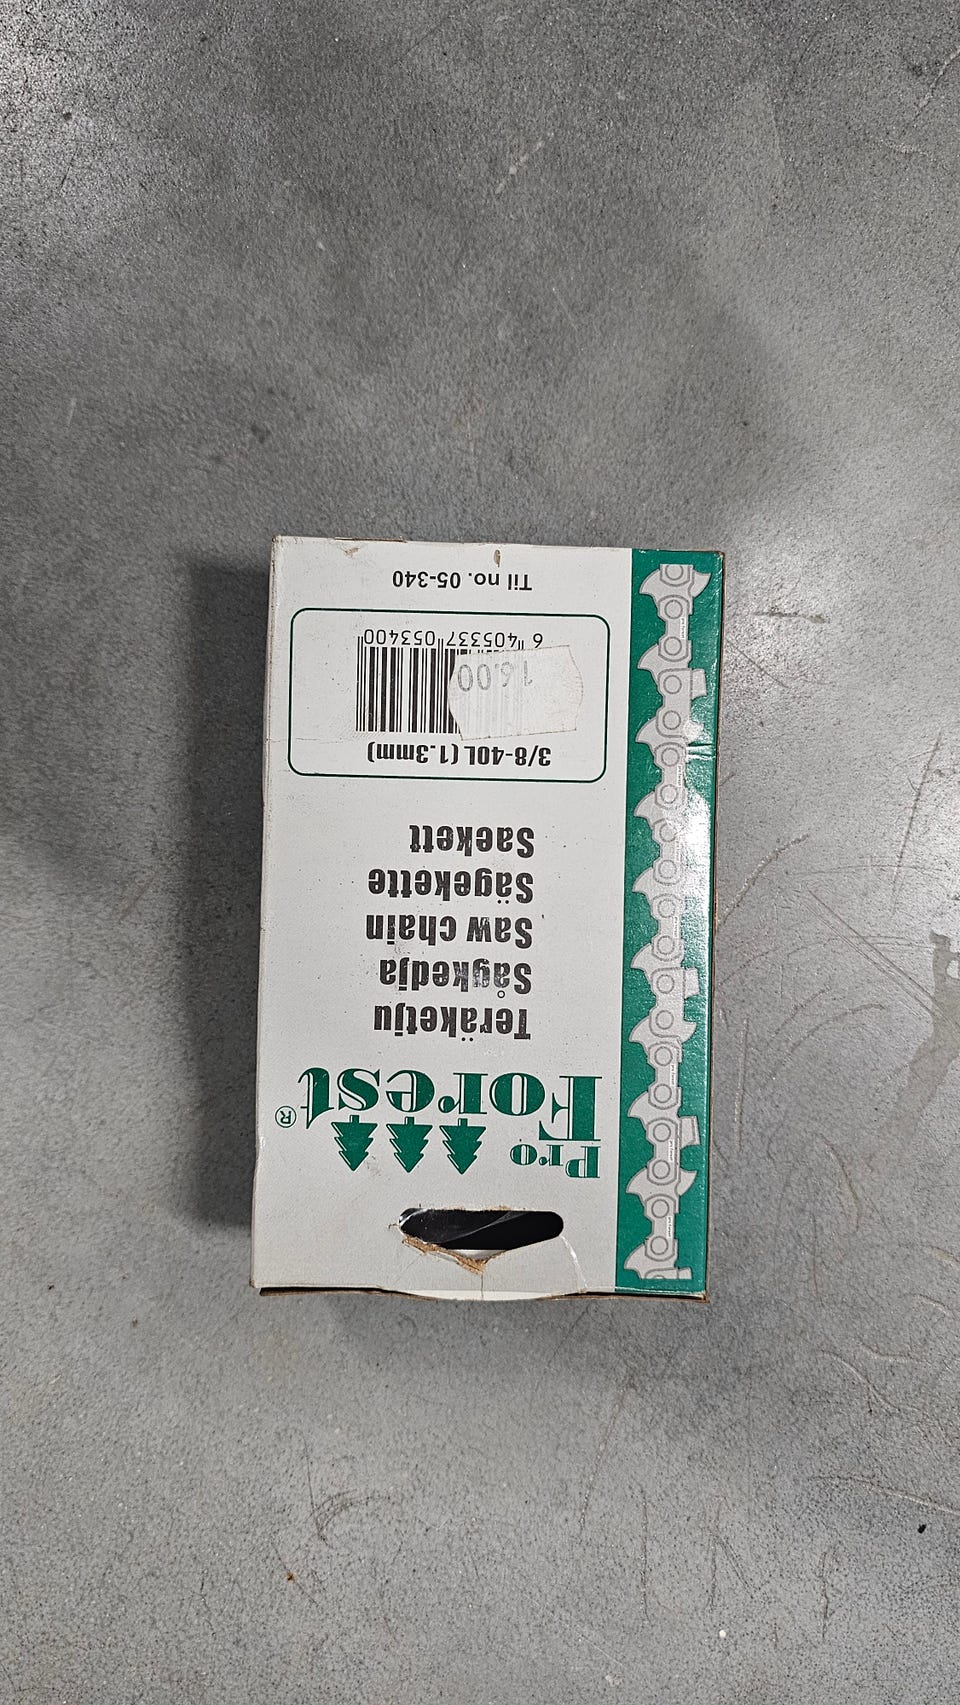 Pro
Forest®
Teräketju
Sågkedja
Saw chain
Sägekette
Saekett
3/8-40L (1.3mm)
16.00
6 405337 053400
Til no. 05-340